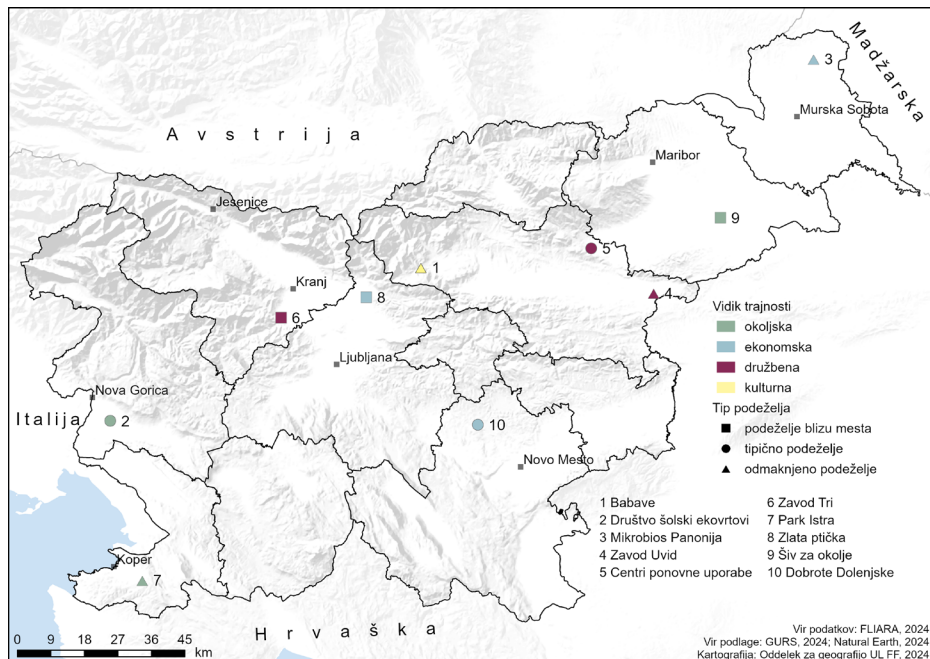 Madžarska
3
Murska Sobota
Avstrija
Maribor
Jesenice
9
5
1
Kranj
8
4
6
Vidik trajnosti
okoljska
ekonomska
družbena
kulturna
Ljubljana
Nova Gorica
Italija
2
10
Tip podeželja
podeželje blizu mesta
tipično podeželje
odmaknjeno podeželje
Novo Mesto
1 Babave
2 Društvo šolski ekovrtovi
3 Mikrobios Panonija
4 Zavod Uvid
5 Centri ponovne uporabe
6 Zavod Tri
7 Park Istra
8 Zlata ptička
9 Šiv za okolje
10 Dobrote Dolenjske
Koper
7
Hrvaška
0 9 18 27 36 45
km
Vir podatkov: FLIARA, 2024
Vir podlage: GURS, 2024; Natural Earth, 2024
Kartografija: Oddelek za geografijo UL FF, 2024